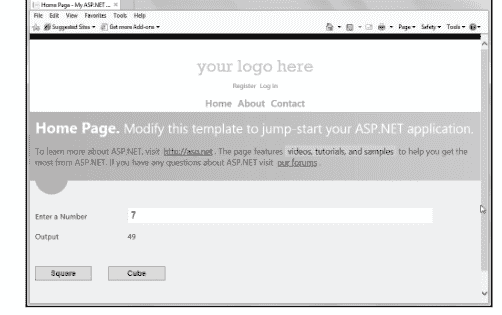 Home Page - My ASP.NET ... ×
File Edit View Favorites Tools Help
Suggested Sites ▾ Get more Add-ons ▾
Page ▾ Safety ▾ Tools ▾
your logo here
Register Log in
Home About Contact
Home Page. Modify this template to jump-start your ASP.NET application.
To learn more about ASP.NET, visit http://asp.net . The page features videos, tutorials, and samples to help you get the
most from ASP.NET. If you have any questions about ASP.NET visit our forums .
Enter a Number 7
Output 49
Square Cube